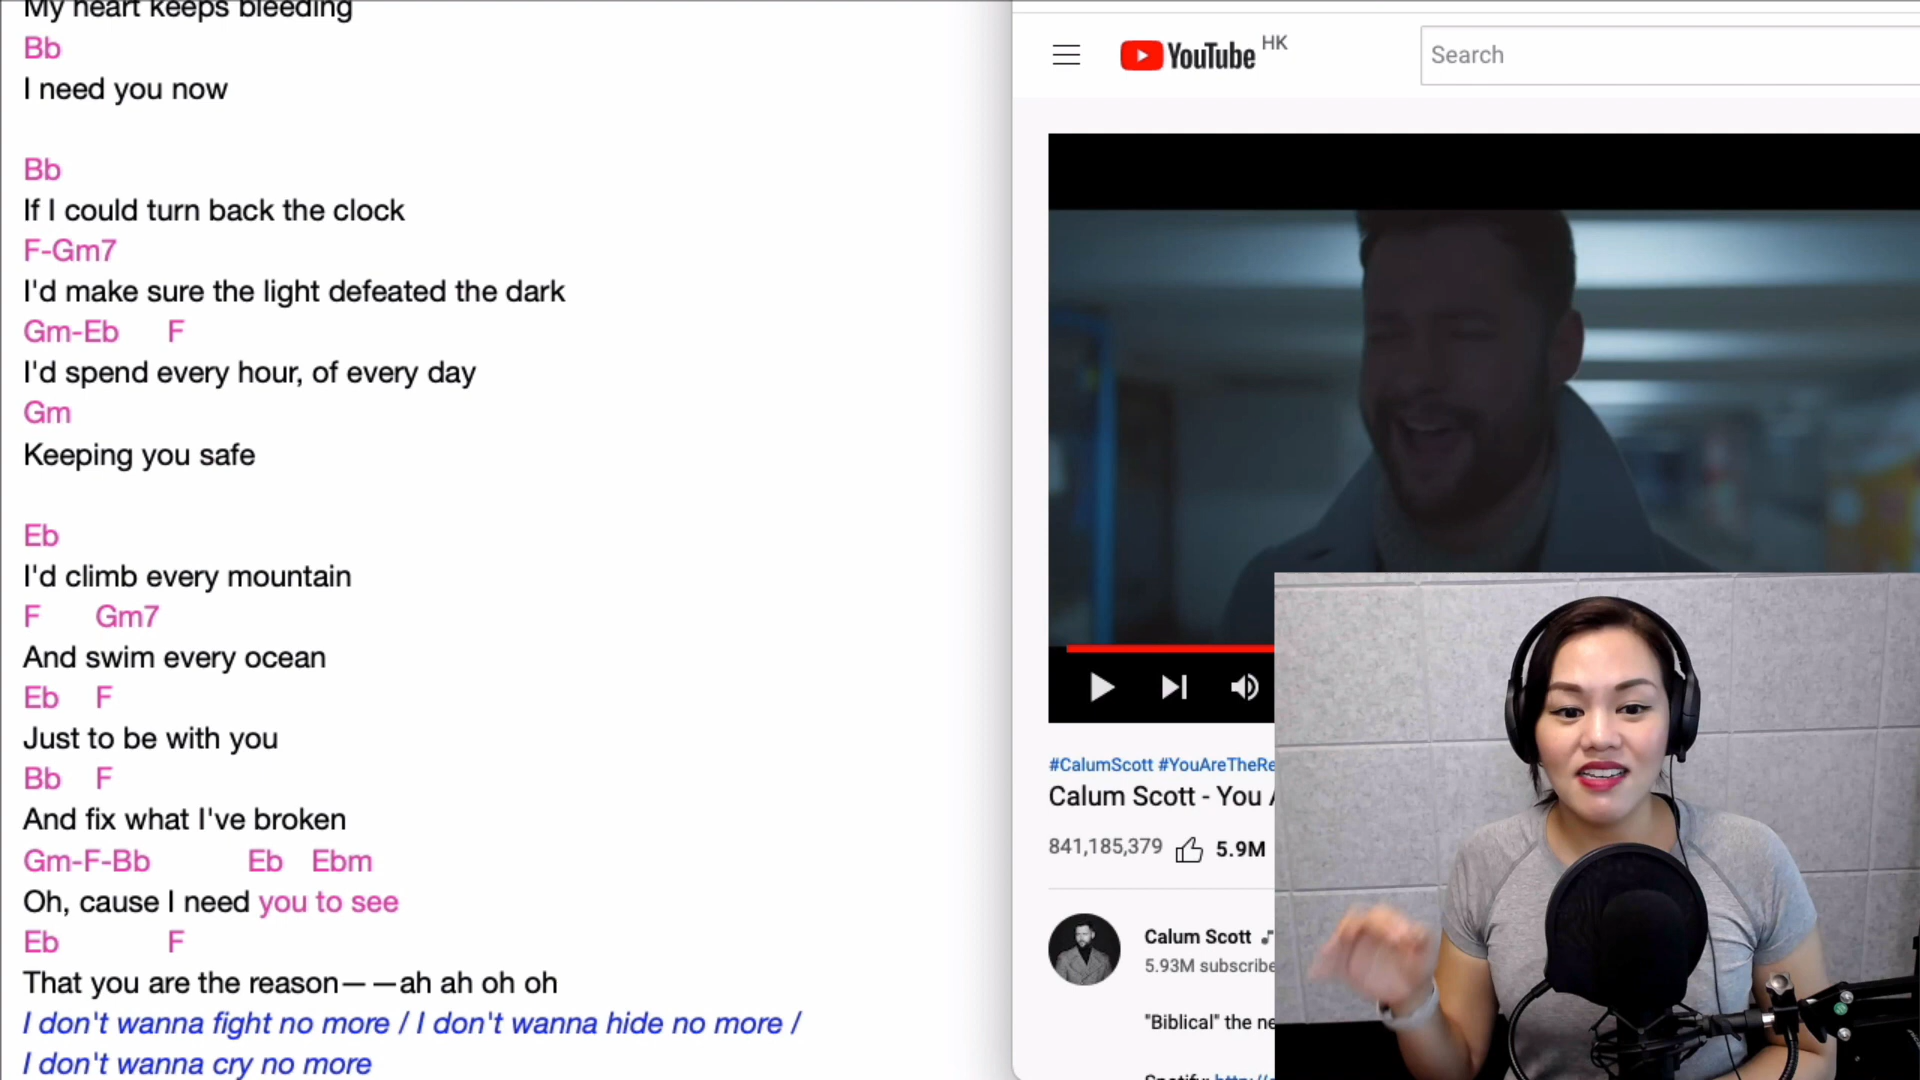 My heart keeps bleeding
Bb
I need you now
Bb
If I could turn back the clock
F-Gm7
I'd make sure the light defeated the dark
Gm-Eb F
I'd spend every hour, of every day
Gm
Keeping you safe
Eb
I'd climb every mountain
F Gm7
And swim every ocean
Eb F
Just to be with you
Bb F
And fix what I've broken
Gm-F-Bb Eb Ebm
Oh, cause I need you to see
Eb F
That you are the reason— —ah ah oh oh
I don't wanna fight no more / I don't wanna hide no more /
I don't wanna cry no more
YouTube HK
Search
#CalumScott #YouAreTheRe
Calum Scott - You
841,185,379 5.9M
Calum Scott
5.93M subscribe
"Biblical" the ne